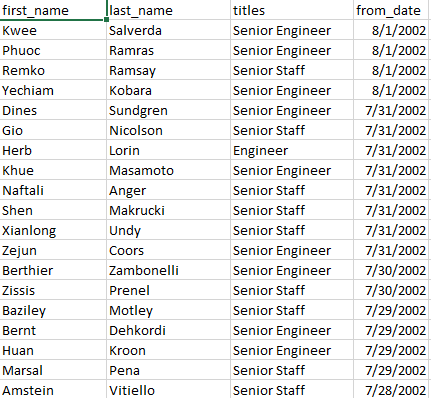 first_name last_name titles from_date
Kwee Salverda Senior Engineer 8/1/2002
Phuoc Ramras Senior Engineer 8/1/2002
Remko Ramsay Senior Staff 8/1/2002
Yechiam Kobara Senior Engineer 8/1/2002
Dines Sundgren Senior Engineer 7/31/2002
Gio Nicolson Senior Staff 7/31/2002
Herb Lorin Engineer 7/31/2002
Khue Masamoto Senior Engineer 7/31/2002
Naftali Anger Senior Staff 7/31/2002
Shen Makrucki Senior Staff 7/31/2002
Xianlong Undy Senior Staff 7/31/2002
Zejun Coors Senior Engineer 7/31/2002
Berthier Zambonelli Senior Engineer 7/30/2002
Zissis Prenel Senior Staff 7/30/2002
Baziley Motley Senior Staff 7/29/2002
Bernt Dehkordi Senior Engineer 7/29/2002
Huan Kroon Senior Engineer 7/29/2002
Marsal Pena Senior Staff 7/29/2002
Amstein Vitiello Senior Staff 7/28/2002